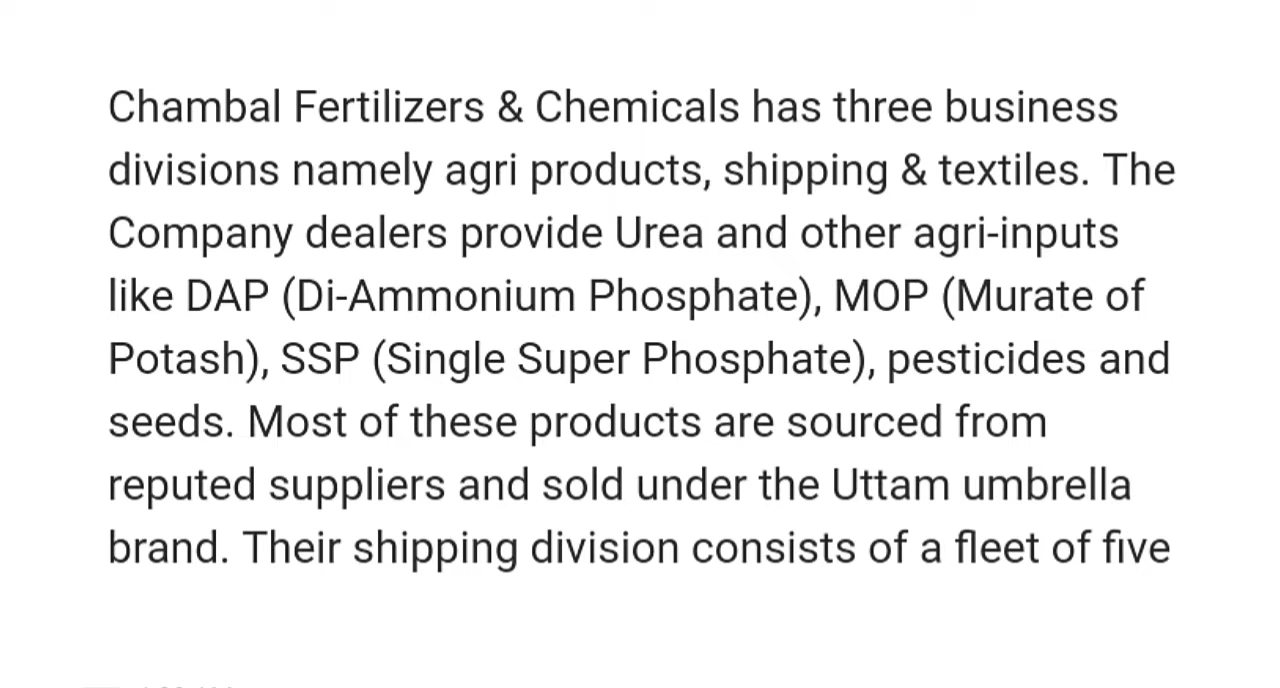 Chambal Fertilizers & Chemicals has three business
divisions namely agri products, shipping & textiles. The
Company dealers provide Urea and other agri-inputs
like DAP (Di-Ammonium Phosphate), MOP (Murate of
Potash), SSP (Single Super Phosphate), pesticides and
seeds. Most of these products are sourced from
reputed suppliers and sold under the Uttam umbrella
brand. Their shipping division consists of a fleet of five